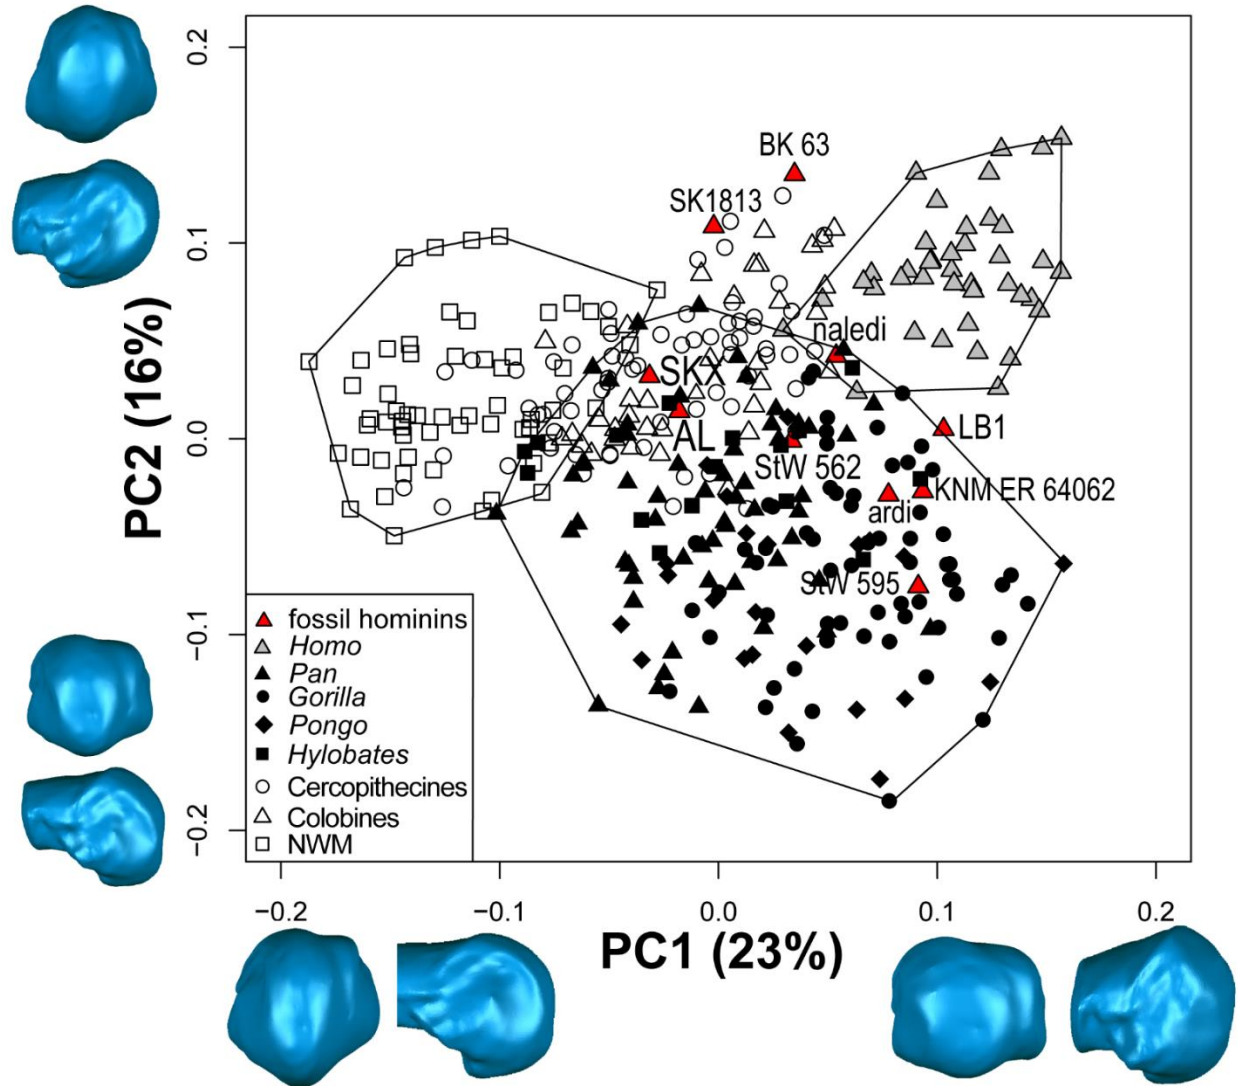 0.2
0.1
0.0
−0.1
−0.2
PC2 (16%)
BK 63
SK1813
naledi
SKX
AL
LB1
StW 562
KNM ER 64062
ardi
StW 595
fossil hominins
Homo
Pan
Gorilla
Pongo
Hylobates
Cercopithecines
Colobines
NWM
−0.2
−0.1
0.0
0.1
0.2
PC1 (23%)